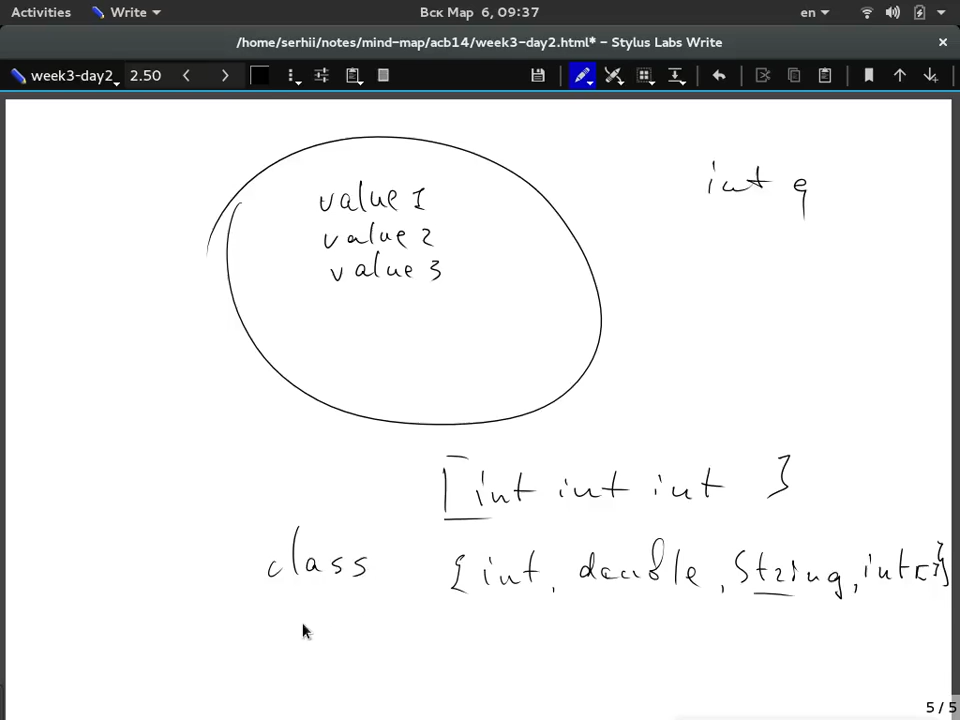 Activities Write Вск Мар 6, 09:37 en
/home/serhii/notes/mind-map/acb14/week3-day2.html* – Stylus Labs Write
week3-day2 2.50
value 1
value 2
value 3
int q
[int int int }
class {int, double, String, int[]}
5 / 5